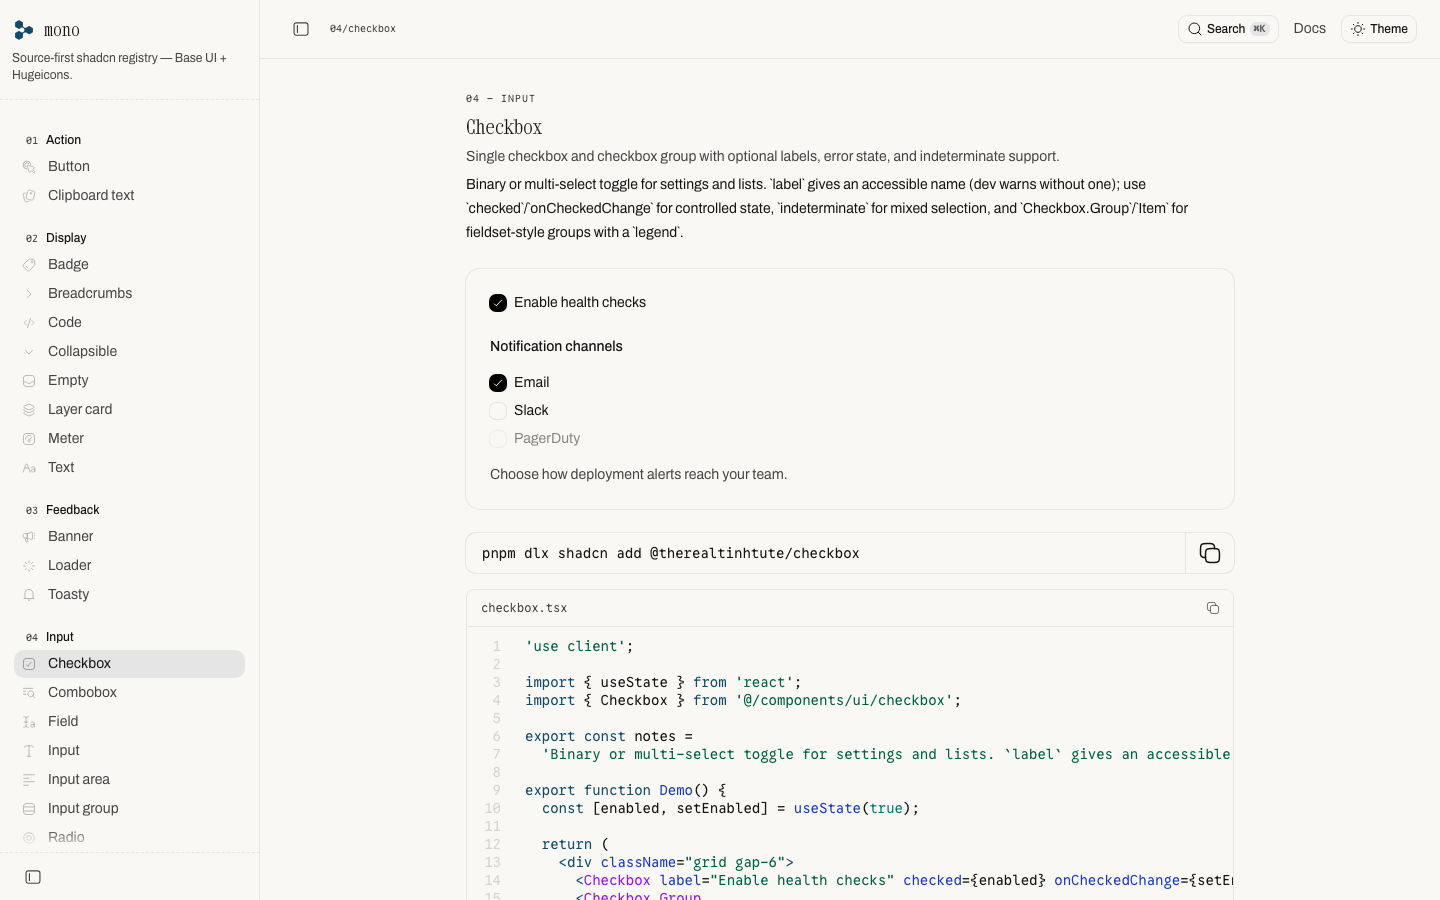 mono
Source-first shadcn registry — Base UI +
Hugeicons.
01 Action
Button
Clipboard text
02 Display
Badge
Breadcrumbs
Code
Collapsible
Empty
Layer card
Meter
Text
03 Feedback
Banner
Loader
Toasty
04 Input
Checkbox
Combobox
Field
Input
Input area
Input group
Radio
04/checkbox
Search ⌘K
Docs
Theme
04 — INPUT
Checkbox
Single checkbox and checkbox group with optional labels, error state, and indeterminate support.
Binary or multi-select toggle for settings and lists. `label` gives an accessible name (dev warns without one); use
`checked`/`onCheckedChange` for controlled state, `indeterminate` for mixed selection, and `Checkbox.Group`/`Item` for
fieldset-style groups with a `legend`.
Enable health checks
Notification channels
Email
Slack
PagerDuty
Choose how deployment alerts reach your team.
pnpm dlx shadcn add @therealtinhtute/checkbox
checkbox.tsx
1 'use client';
2
3 import { useState } from 'react';
4 import { Checkbox } from '@/components/ui/checkbox';
5
6 export const notes =
7 'Binary or multi-select toggle for settings and lists. `label` gives an accessible
8
9 export function Demo() {
10 const [enabled, setEnabled] = useState(true);
11
12 return (
13 <div className="grid gap-6">
14 <Checkbox label="Enable health checks" checked={enabled} onCheckedChange={setEn
15 <Checkbox.Group